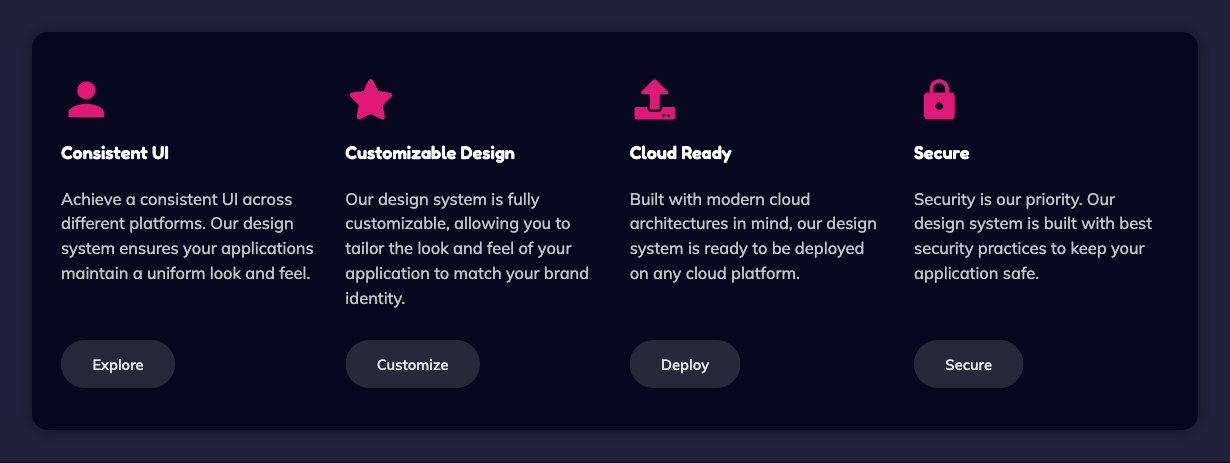 Consistent UI
Achieve a consistent UI across
different platforms. Our design
system ensures your applications
maintain a uniform look and feel.
Explore
Customizable Design
Our design system is fully
customizable, allowing you to
tailor the look and feel of your
application to match your brand
identity.
Customize
Cloud Ready
Built with modern cloud
architectures in mind, our design
system is ready to be deployed
on any cloud platform.
Deploy
Secure
Security is our priority. Our
design system is built with best
security practices to keep your
application safe.
Secure